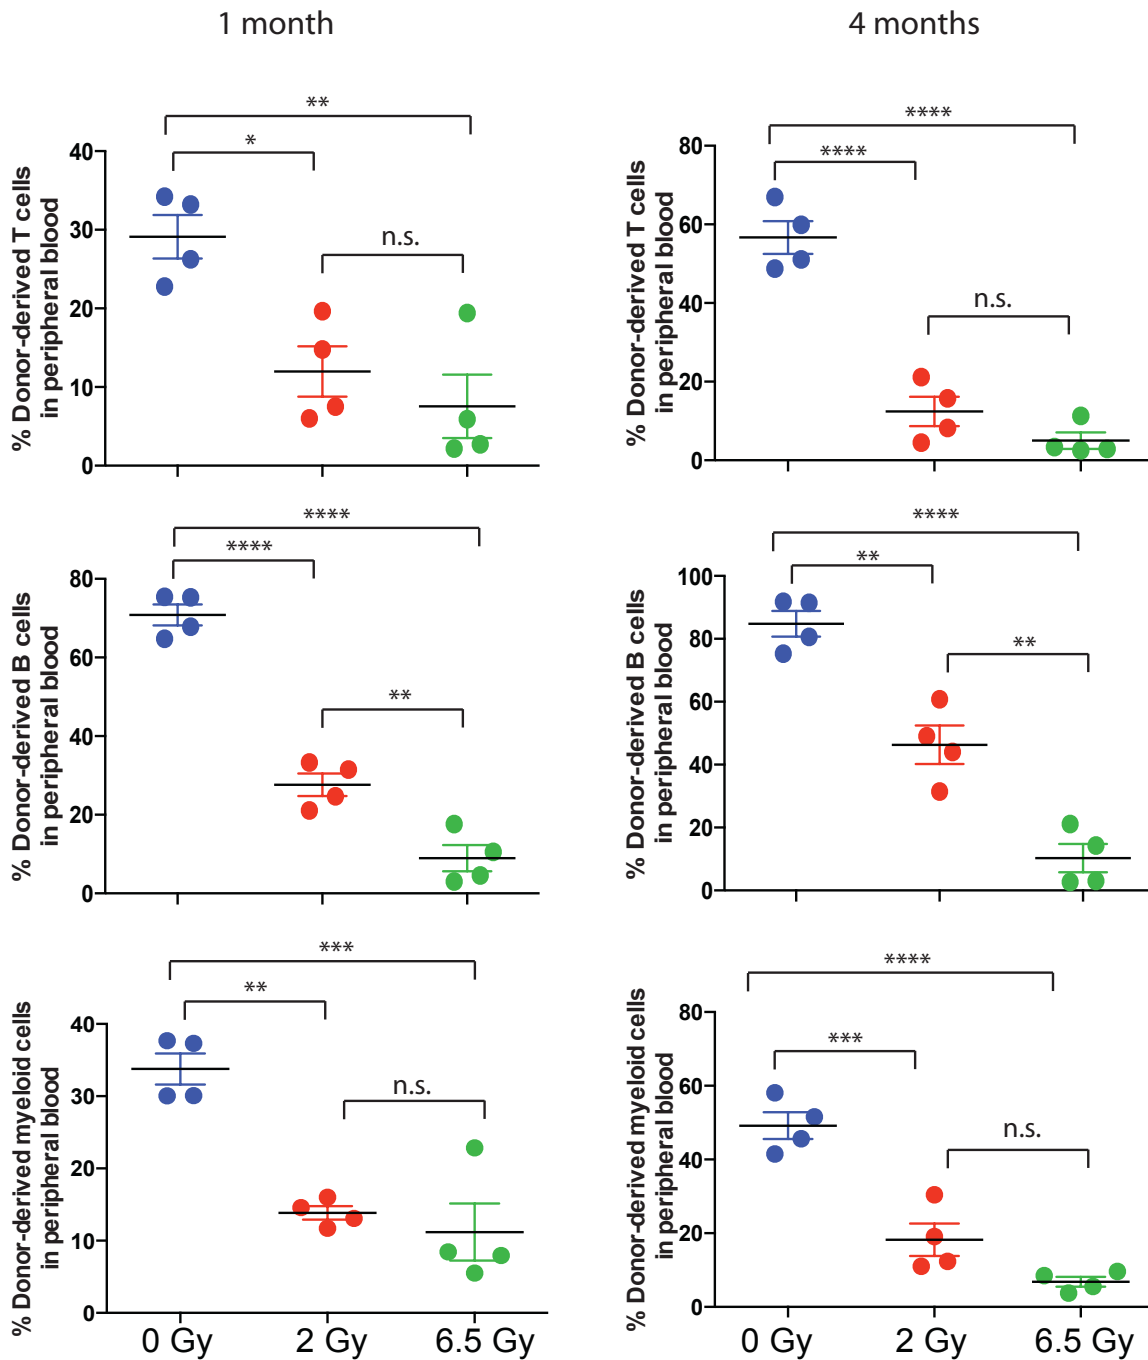 1 month
4 months
**
*
n.s.
% Donor-derived T cells
in peripheral blood
40
30
20
10
0
****
****
n.s.
% Donor-derived T cells
in peripheral blood
80
60
40
20
0
****
****
**
% Donor-derived B cells
in peripheral blood
80
60
40
20
0
****
**
**
% Donor-derived B cells
in peripheral blood
100
80
60
40
20
0
***
**
n.s.
% Donor-derived myeloid cells
in peripheral blood
40
30
20
10
0
0 Gy
2 Gy
6.5 Gy
****
***
n.s.
% Donor-derived myeloid cells
in peripheral blood
80
60
40
20
0
0 Gy
2 Gy
6.5 Gy